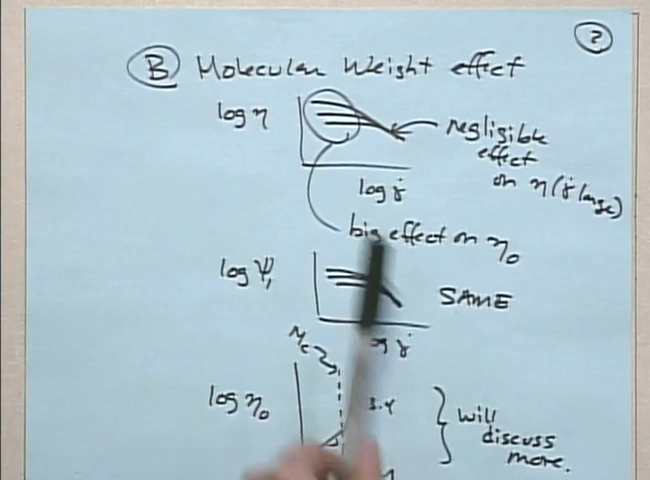 2
B Molecular Weight effect
log η
negligible
effect
on η(γ̇ large)
log γ̇
big effect on η₀
log Ψ₁
SAME
Mc
log γ̇
log η₀
3.4
will
discuss
more.